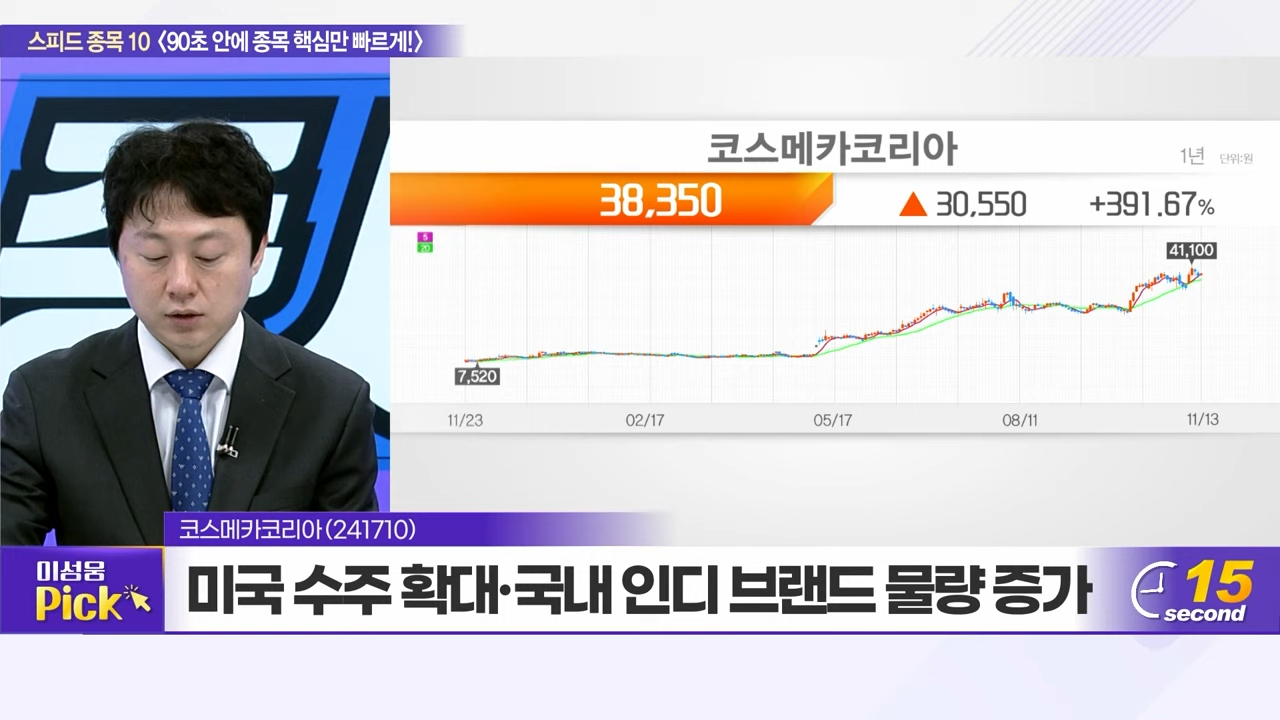 스피드 종목 10 〈90초 안에 종목 핵심만 빠르게!〉
코스메카코리아
1년 단위:원
38,350 ▲ 30,550 +391.67%
5
20
41,100
7,520
11/23 02/17 05/17 08/11 11/13
코스메카코리아(241710)
이성웅
Pick
미국 수주 확대·국내 인디 브랜드 물량 증가
15
second